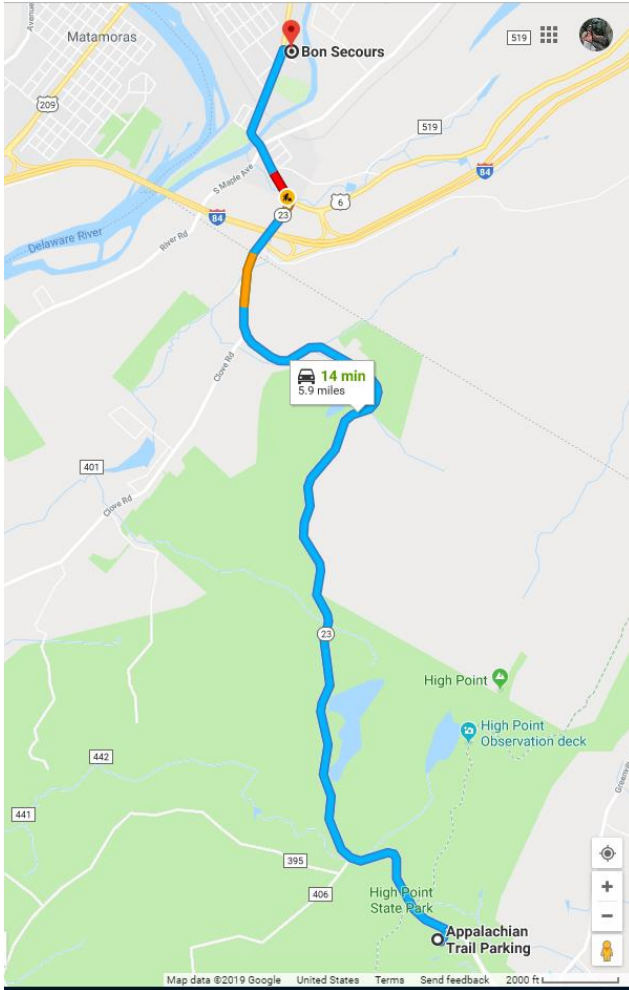 Avenue
Matamoras
Bon Secours
519
209
519
S Maple Ave
84
6
23
84
Delaware River
River Rd
Clove Rd
14 min
5.9 miles
401
Clove Rd
23
High Point
High Point
Observation deck
442
441
395
406
High Point
State Park
Greenvill
Appalachian
Trail Parking
Map data ©2019 Google United States Terms Send feedback 2000 ft